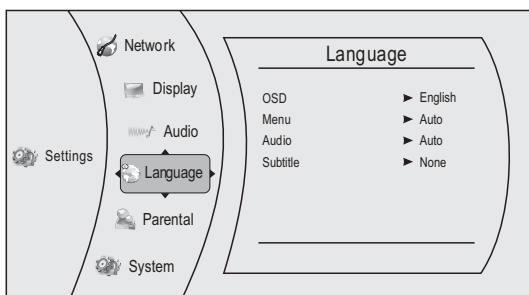 Settings
Network
Display
Audio
Language
Parental
System
Language
OSD ► English
Menu ► Auto
Audio ► Auto
Subtitle ► None